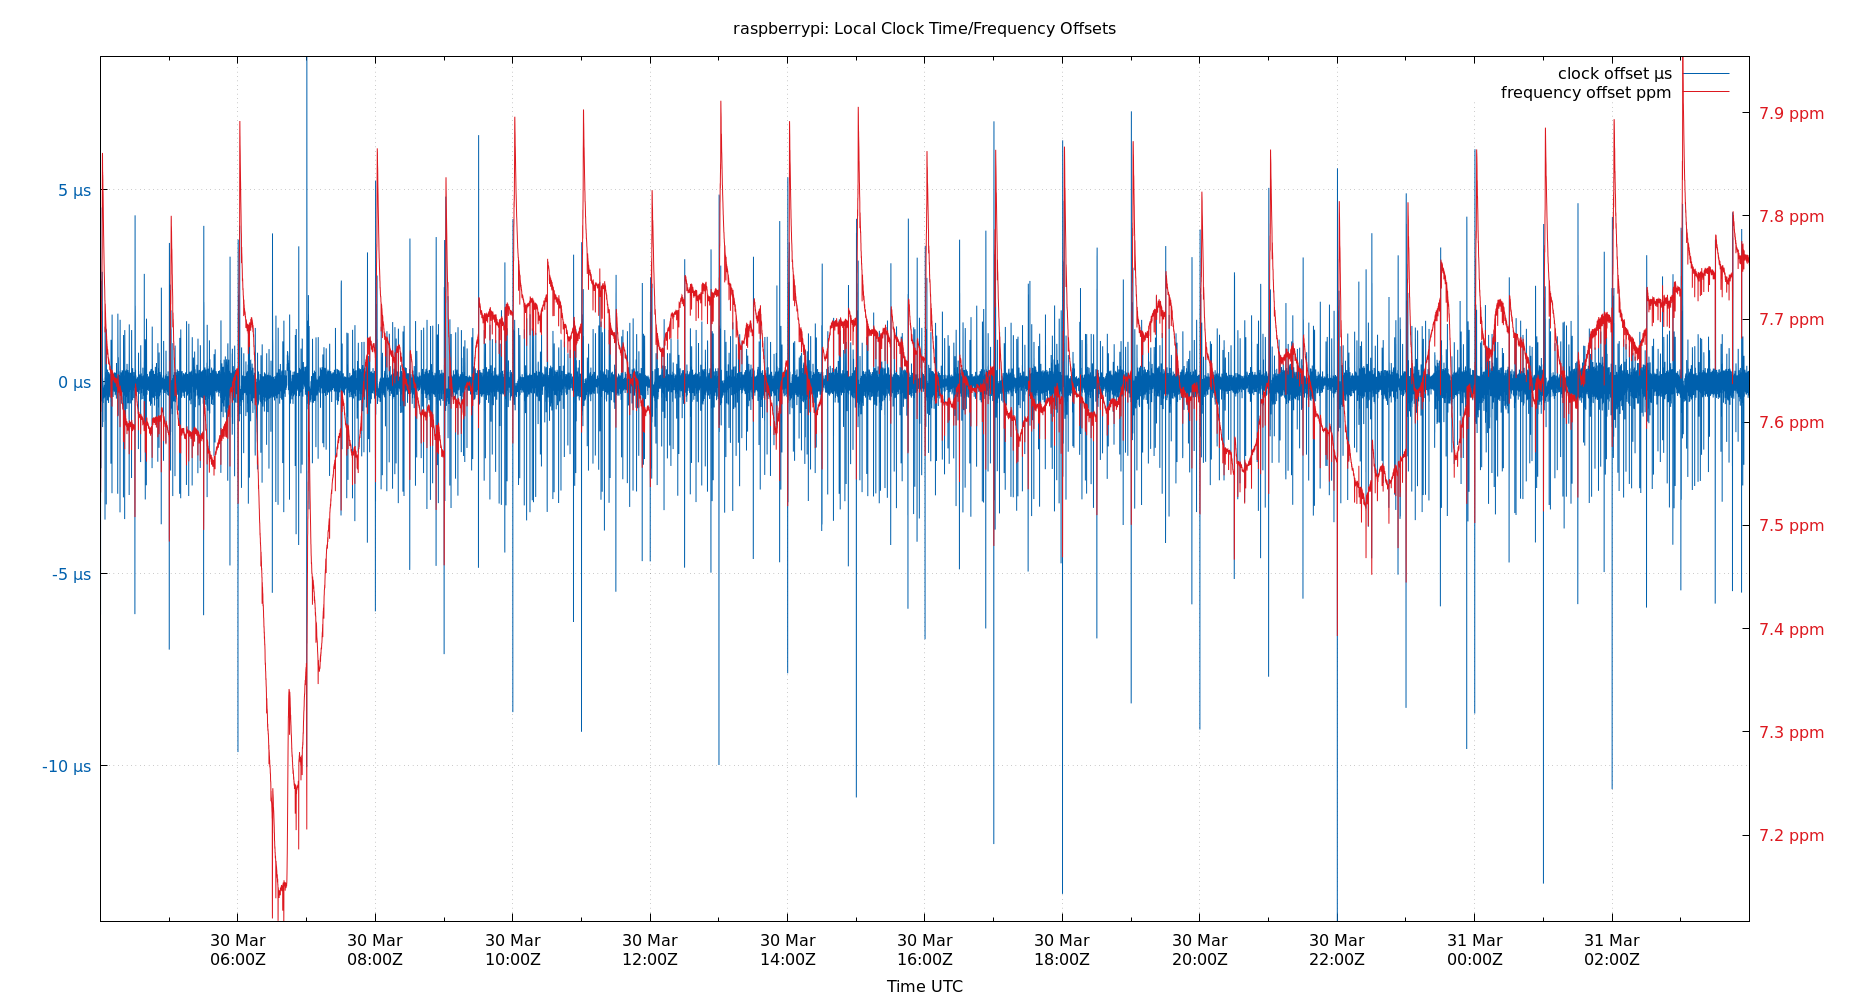 raspberrypi: Local Clock Time/Frequency Offsets
clock offset µs
frequency offset ppm
5 µs
0 µs
-5 µs
-10 µs
7.9 ppm
7.8 ppm
7.7 ppm
7.6 ppm
7.5 ppm
7.4 ppm
7.3 ppm
7.2 ppm
30 Mar 30 Mar 30 Mar 30 Mar 30 Mar 30 Mar 30 Mar 30 Mar 30 Mar 31 Mar 31 Mar
06:00Z 08:00Z 10:00Z 12:00Z 14:00Z 16:00Z 18:00Z 20:00Z 22:00Z 00:00Z 02:00Z
Time UTC